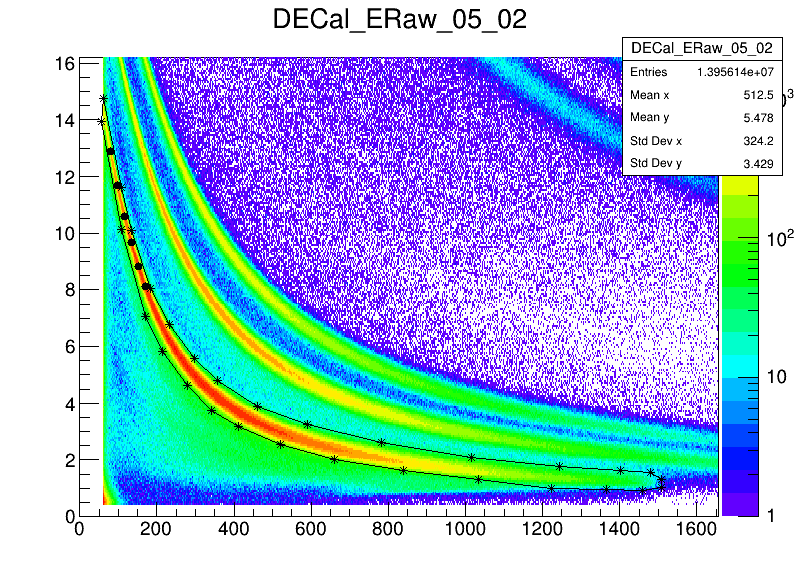 DECal_ERaw_05_02
DECal_ERaw_05_02
Entries 1.395614e+07
Mean x 512.5
Mean y 5.478
Std Dev x 324.2
Std Dev y 3.429
16
14
12
10
8
6
4
2
0
0 200 400 600 800 1000 1200 1400 1600
10²
10
1